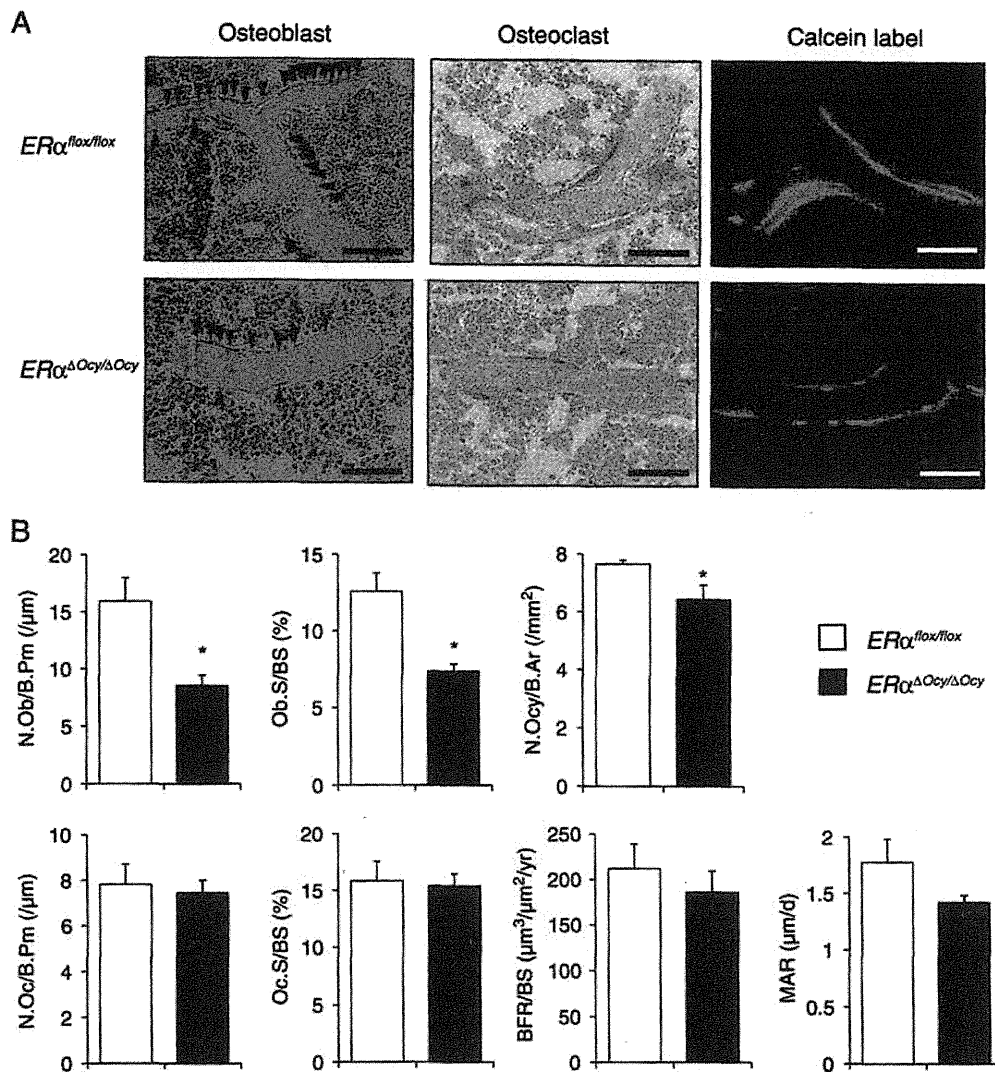 A
Osteoblast Osteoclast Calcein label
ERα^flox/flox
ERα^ΔOcy/ΔOcy
B
N.Ob/B.Pm (/μm)
20
15
10
5
0
*
Ob.S/BS (%)
15
10
5
0
*
N.Ocy/B.Ar (/mm²)
8
6
4
2
0
*
ERα^flox/flox
ERα^ΔOcy/ΔOcy
N.Oc/B.Pm (/μm)
10
8
6
4
2
0
Oc.S/BS (%)
20
15
10
5
0
BFR/BS (μm³/μm²/yr)
250
200
150
100
50
0
MAR (μm/d)
2
1.5
1
0.5
0